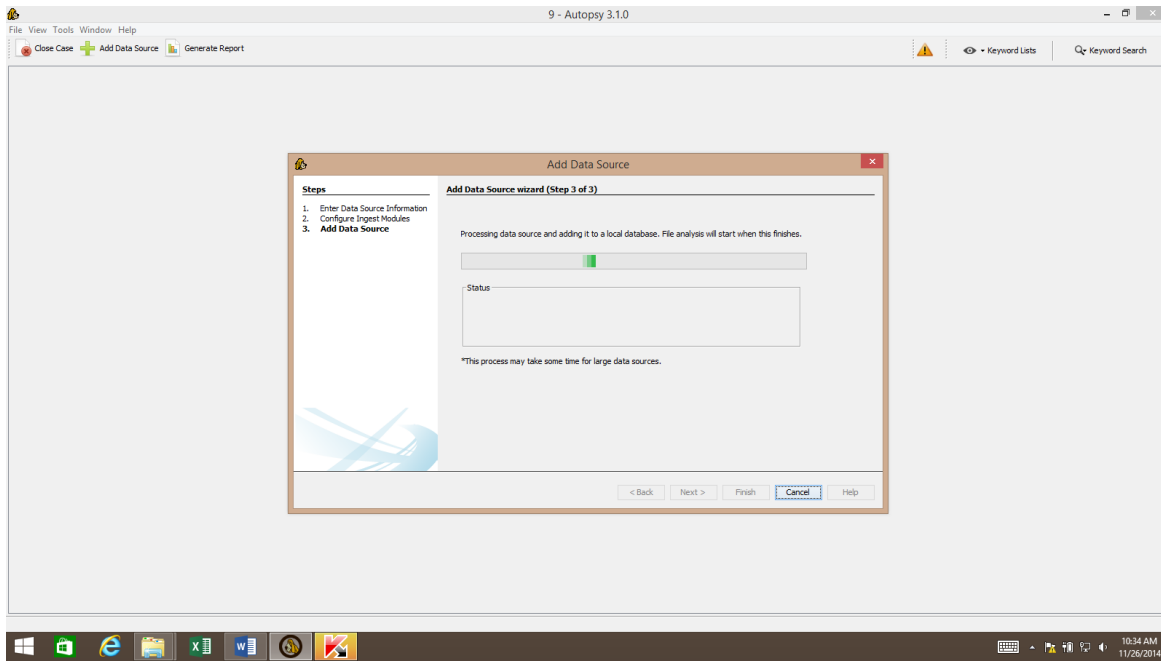 9 - Autopsy 3.1.0
File View Tools Window Help
Close Case Add Data Source Generate Report Keyword Lists Keyword Search
Add Data Source
Steps
1. Enter Data Source Information
2. Configure Ingest Modules
3. Add Data Source
Add Data Source wizard (Step 3 of 3)
Processing data source and adding it to a local database. File analysis will start when this finishes.
Status
*This process may take some time for large data sources.
< Back Next > Finish Cancel Help
10:34 AM
11/26/2014